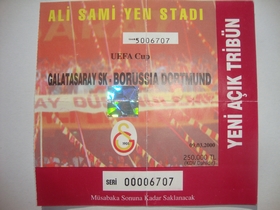 ALİ SAMİ YEN STADI
5006707
UEFA Cup
GALATASARAY SK - BORUSSIA DORTMUND
YENİ AÇIK TRİBÜN
250.000 TL
SERİ 00006707
Müsabaka Sonuna Kadar Saklanacak